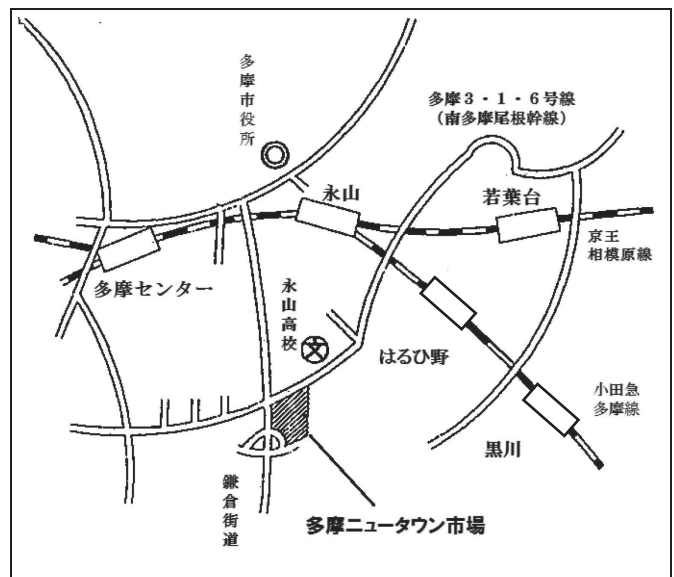 多摩市役所
多摩３・１・６号線
（南多摩尾根幹線）
永山
若葉台
京王
相模原線
多摩センター
永山高校
文
はるひ野
小田急
多摩線
黒川
鎌倉街道
多摩ニュータウン市場